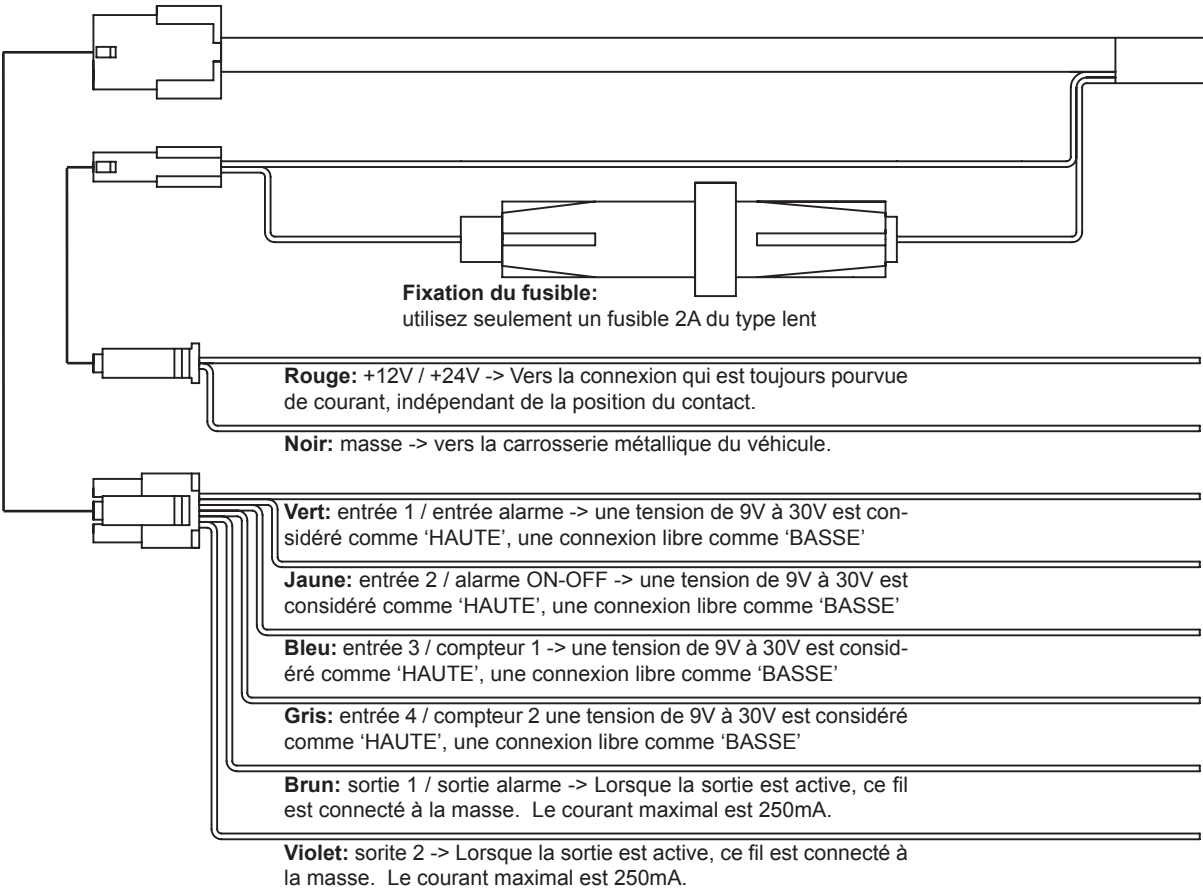 Fixation du fusible:
utilisez seulement un fusible 2A du type lent
Rouge: +12V / +24V -> Vers la connexion qui est toujours pourvue
de courant, indépendant de la position du contact.
Noir: masse -> vers la carrosserie métallique du véhicule.
Vert: entrée 1 / entrée alarme -> une tension de 9V à 30V est con-
sidéré comme ‘HAUTE’, une connexion libre comme ‘BASSE’
Jaune: entrée 2 / alarme ON-OFF -> une tension de 9V à 30V est
considéré comme ‘HAUTE’, une connexion libre comme ‘BASSE’
Bleu: entrée 3 / compteur 1 -> une tension de 9V à 30V est consid-
éré comme ‘HAUTE’, une connexion libre comme ‘BASSE’
Gris: entrée 4 / compteur 2 une tension de 9V à 30V est considéré
comme ‘HAUTE’, une connexion libre comme ‘BASSE’
Brun: sortie 1 / sortie alarme -> Lorsque la sortie est active, ce fil
est connecté à la masse.  Le courant maximal est 250mA.
Violet: sorite 2 -> Lorsque la sortie est active, ce fil est connecté à
la masse.  Le courant maximal est 250mA.